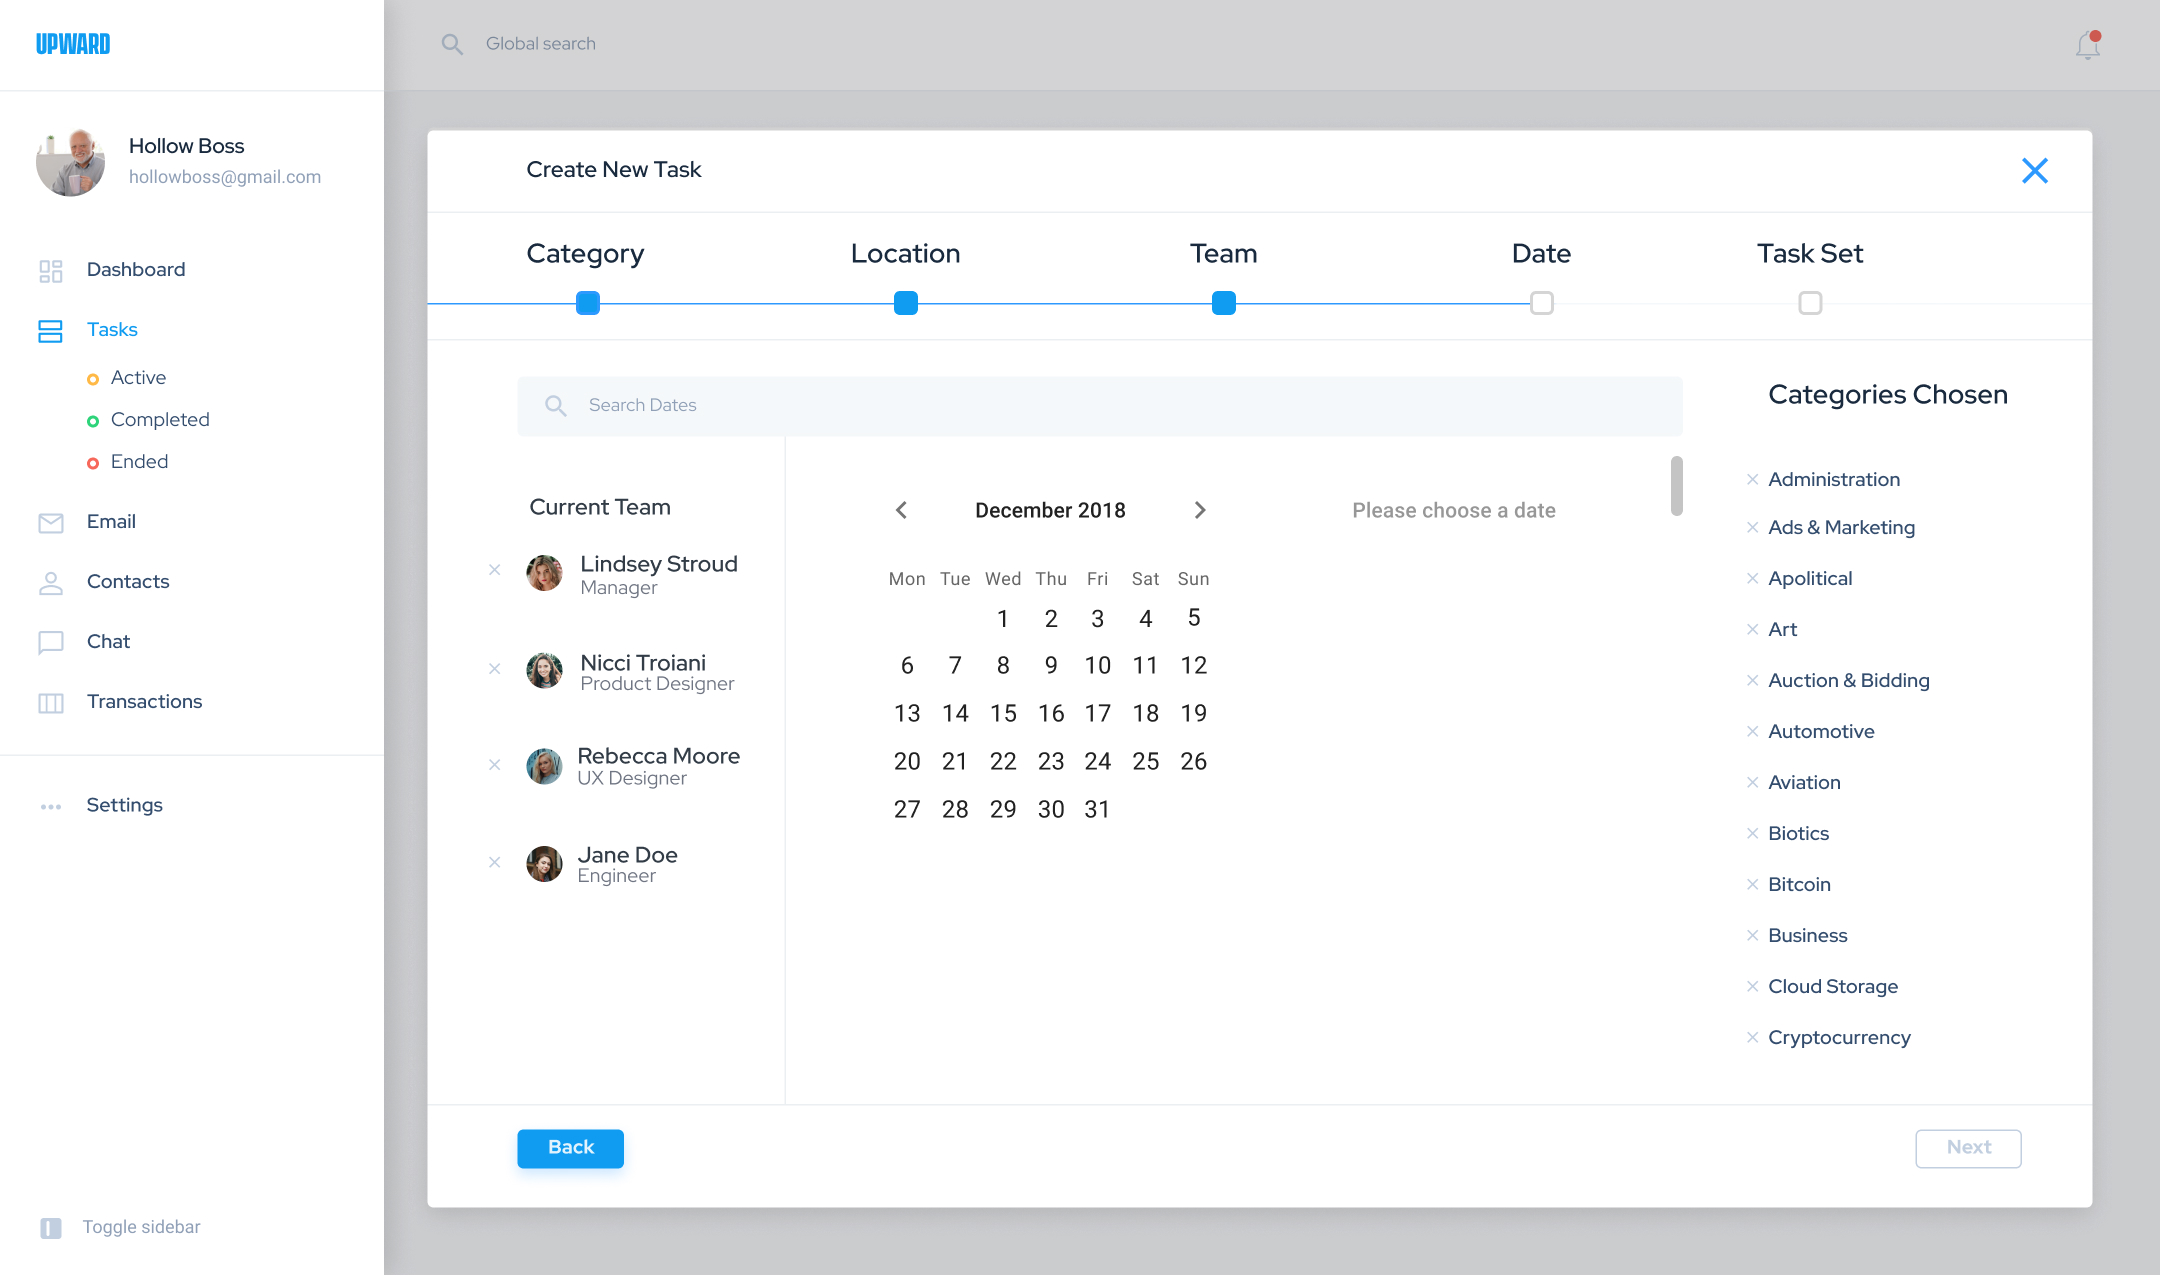 UPWARD
Global search
Hollow Boss
hollowboss@gmail.com
Dashboard
Tasks
Active
Completed
Ended
Email
Contacts
Chat
Transactions
Settings
Toggle sidebar
Create New Task
Category Location Team Date Task Set
Search Dates
Current Team
Lindsey Stroud
Manager
Nicci Troiani
Product Designer
Rebecca Moore
UX Designer
Jane Doe
Engineer
December 2018
Mon Tue Wed Thu Fri Sat Sun
1 2 3 4 5
6 7 8 9 10 11 12
13 14 15 16 17 18 19
20 21 22 23 24 25 26
27 28 29 30 31
Please choose a date
Categories Chosen
Administration
Ads & Marketing
Apolitical
Art
Auction & Bidding
Automotive
Aviation
Biotics
Bitcoin
Business
Cloud Storage
Cryptocurrency
Back
Next